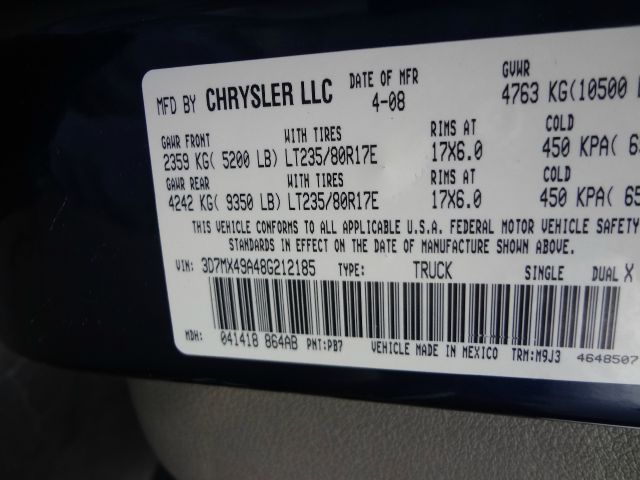 MFD BY CHRYSLER LLC DATE OF MFR 4-08 GVWR 4763 KG(10500
GAWR FRONT WITH TIRES RIMS AT COLD
2359 KG( 5200 LB) LT235/80R17E 17X6.0 450 KPA(
GAWR REAR WITH TIRES RIMS AT COLD
4242 KG( 9350 LB) LT235/80R17E 17X6.0 450 KPA( 65
THIS VEHICLE CONFORMS TO ALL APPLICABLE U.S.A. FEDERAL MOTOR VEHICLE SAFETY
STANDARDS IN EFFECT ON THE DATE OF MANUFACTURE SHOWN ABOVE.
VIN: 3D7MX49A48G212185 TYPE: TRUCK SINGLE DUAL X
MDH: 041418 864AB PNT:PB7 VEHICLE MADE IN MEXICO TRM:M9J3 4648507